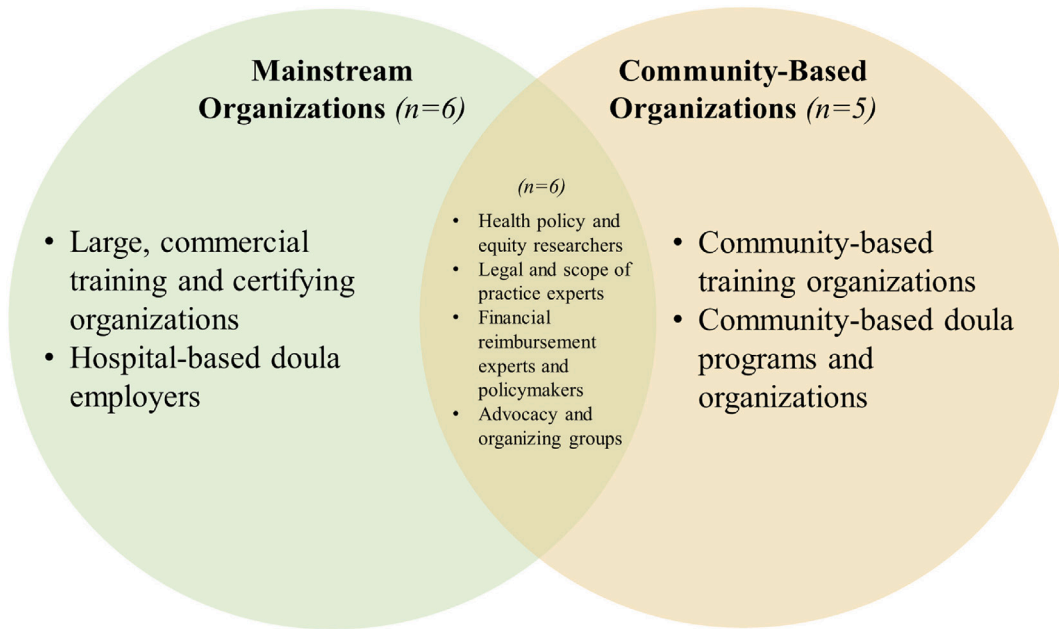 Mainstream
Organizations (n=6)
• Large, commercial
training and certifying
organizations
• Hospital-based doula
employers
(n=6)
• Health policy and
equity researchers
• Legal and scope of
practice experts
• Financial
reimbursement
experts and
policymakers
• Advocacy and
organizing groups
Community-Based
Organizations (n=5)
• Community-based
training organizations
• Community-based doula
programs and
organizations